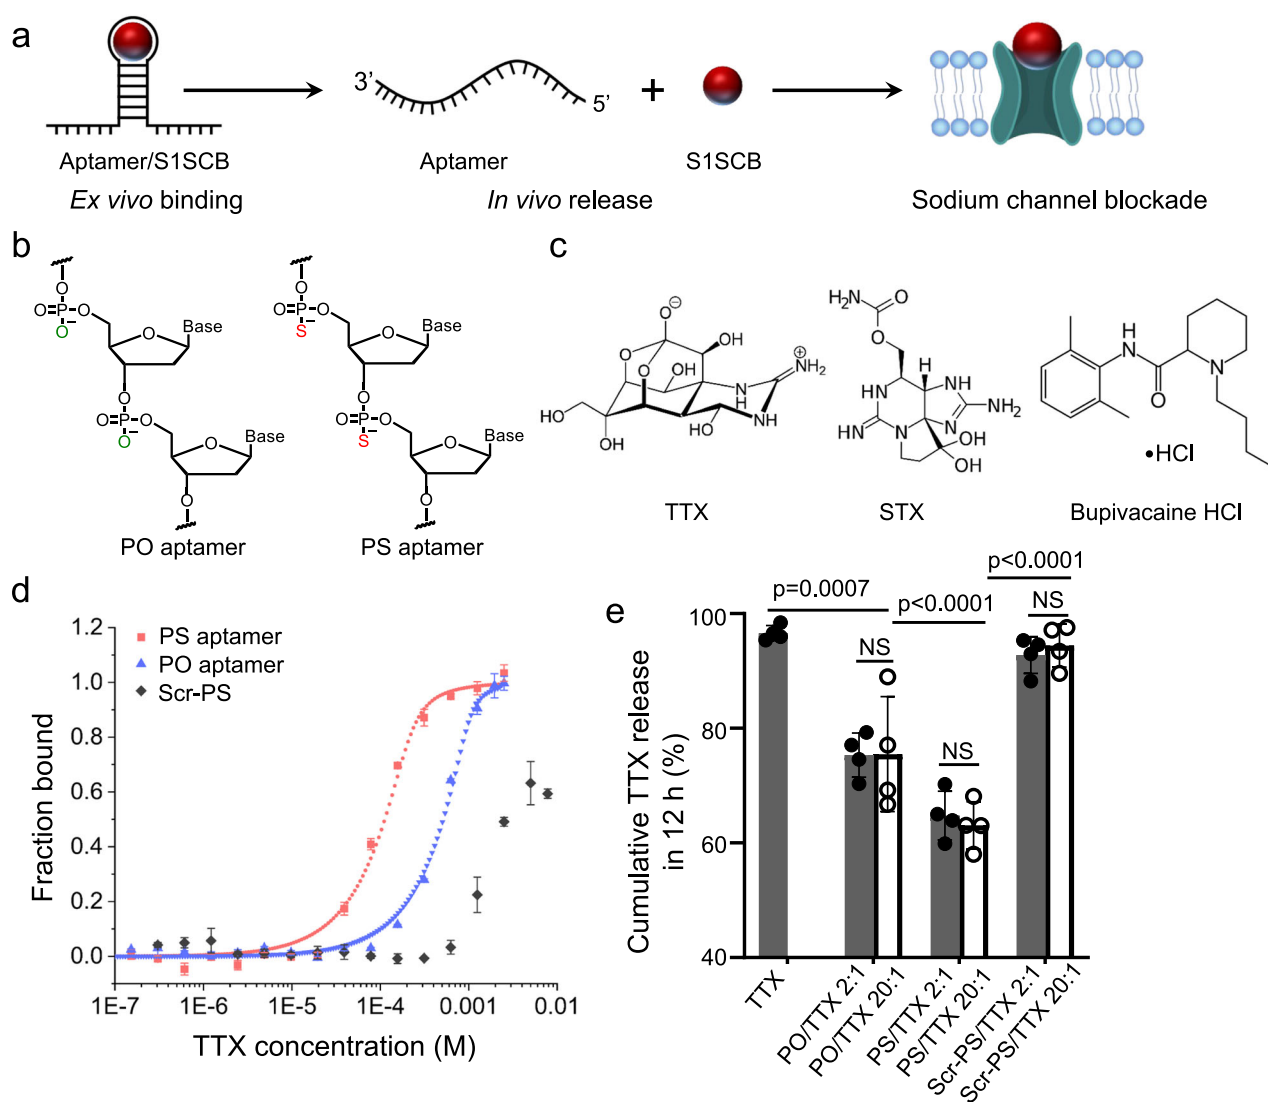 a
3’
5’
+
Aptamer/S1SCB
Aptamer
S1SCB
Ex vivo binding
In vivo release
Sodium channel blockade
b
O
O=P–O
O
O
Base
O
O=P–O
O
O
Base
O
PO aptamer
O
O=P–O
S
O
Base
O
O=P–O
S
O
Base
O
PS aptamer
c
O⊖
O
OH
O
OH
HO
OH
HO
N
H
N
H
⊕
NH2
TTX
H2N
O
O
H
HN
HN
N
NH2
HN
N
OH
OH
STX
H
N
O
N
•HCl
Bupivacaine HCl
d
PS aptamer
PO aptamer
Scr-PS
Fraction bound
1.2
1.0
0.8
0.6
0.4
0.2
0.0
1E-7
1E-6
1E-5
1E-4
0.001
0.01
TTX concentration (M)
e
p=0.0007
p<0.0001
p<0.0001
NS
NS
NS
Cumulative TTX release
in 12 h (%)
100
80
60
40
TTX
PO/TTX 2:1
PO/TTX 20:1
PS/TTX 2:1
PS/TTX 20:1
Scr-PS/TTX 2:1
Scr-PS/TTX 20:1